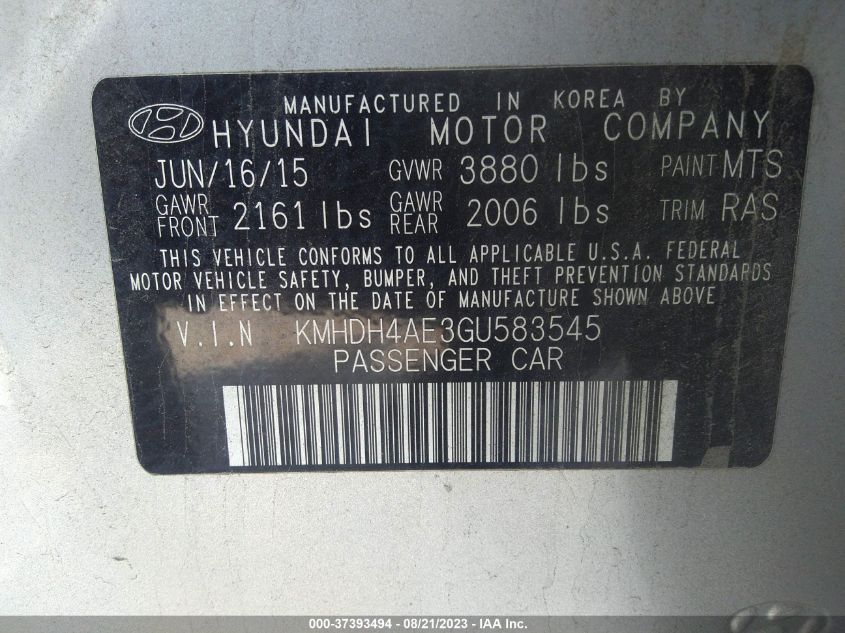 MANUFACTURED IN KOREA BY
HYUNDAI MOTOR COMPANY
JUN/16/15 GVWR 3880 lbs PAINT MTS
GAWR FRONT 2161 lbs GAWR REAR 2006 lbs TRIM RAS
THIS VEHICLE CONFORMS TO ALL APPLICABLE U.S.A. FEDERAL
MOTOR VEHICLE SAFETY, BUMPER, AND THEFT PREVENTION STANDARDS
IN EFFECT ON THE DATE OF MANUFACTURE SHOWN ABOVE
V.I.N KMHDH4AE3GU583545
PASSENGER CAR
000-37393494 - 08/21/2023 - IAA Inc.